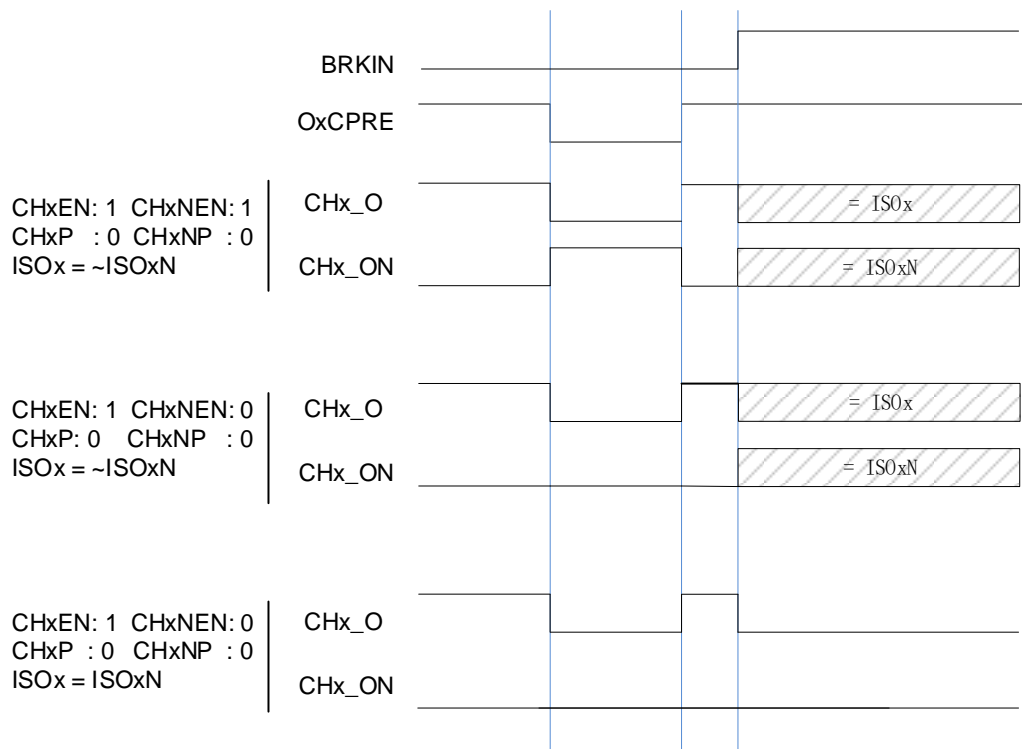 BRKIN
OxCPRE
CHxEN: 1 CHxNEN: 1
CHxP : 0 CHxNP : 0
ISOx = ~ISOxN
CHx_O
= ISOx
CHx_ON
= ISOxN
CHxEN: 1 CHxNEN: 0
CHxP: 0 CHxNP : 0
ISOx = ~ISOxN
CHx_O
= ISOx
CHx_ON
= ISOxN
CHxEN: 1 CHxNEN: 0
CHxP : 0 CHxNP : 0
ISOx = ISOxN
CHx_O
CHx_ON